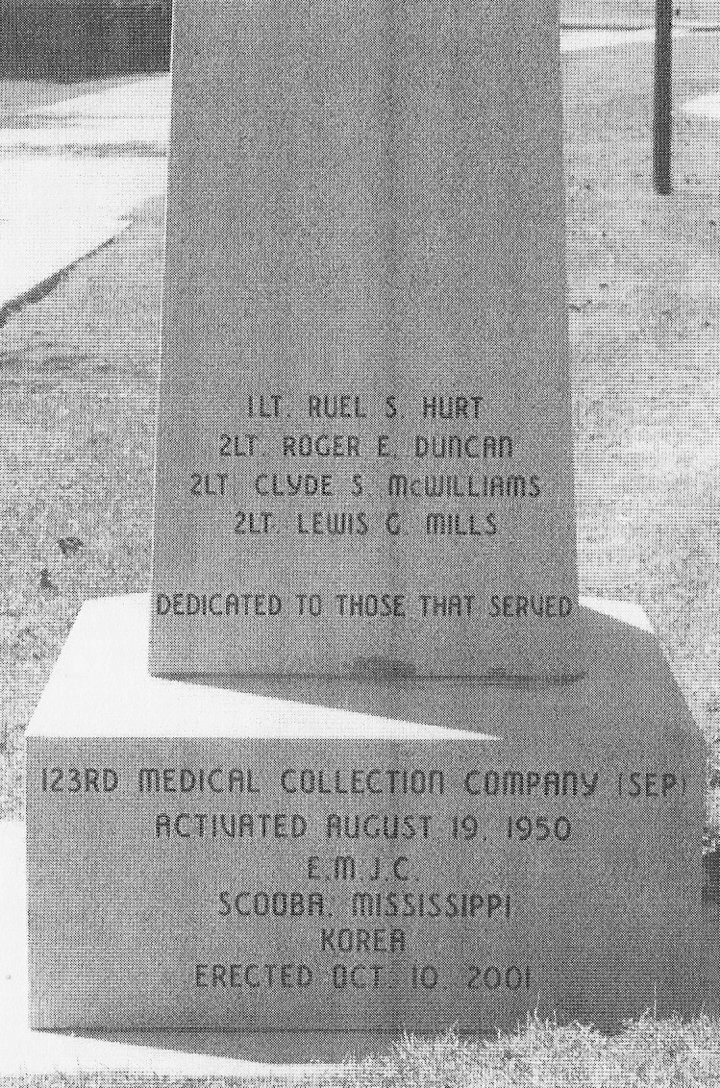 1LT. RUEL S. HURT
2LT. ROGER E. DUNCAN
2LT. CLYDE S. McWILLIAMS
2LT. LEWIS G. MILLS
DEDICATED TO THOSE THAT SERVED
123RD MEDICAL COLLECTION COMPANY (SEP)
ACTIVATED AUGUST 19, 1950
E.M.J.C.
SCOOBA, MISSISSIPPI
KOREA
ERECTED OCT. 10, 2001